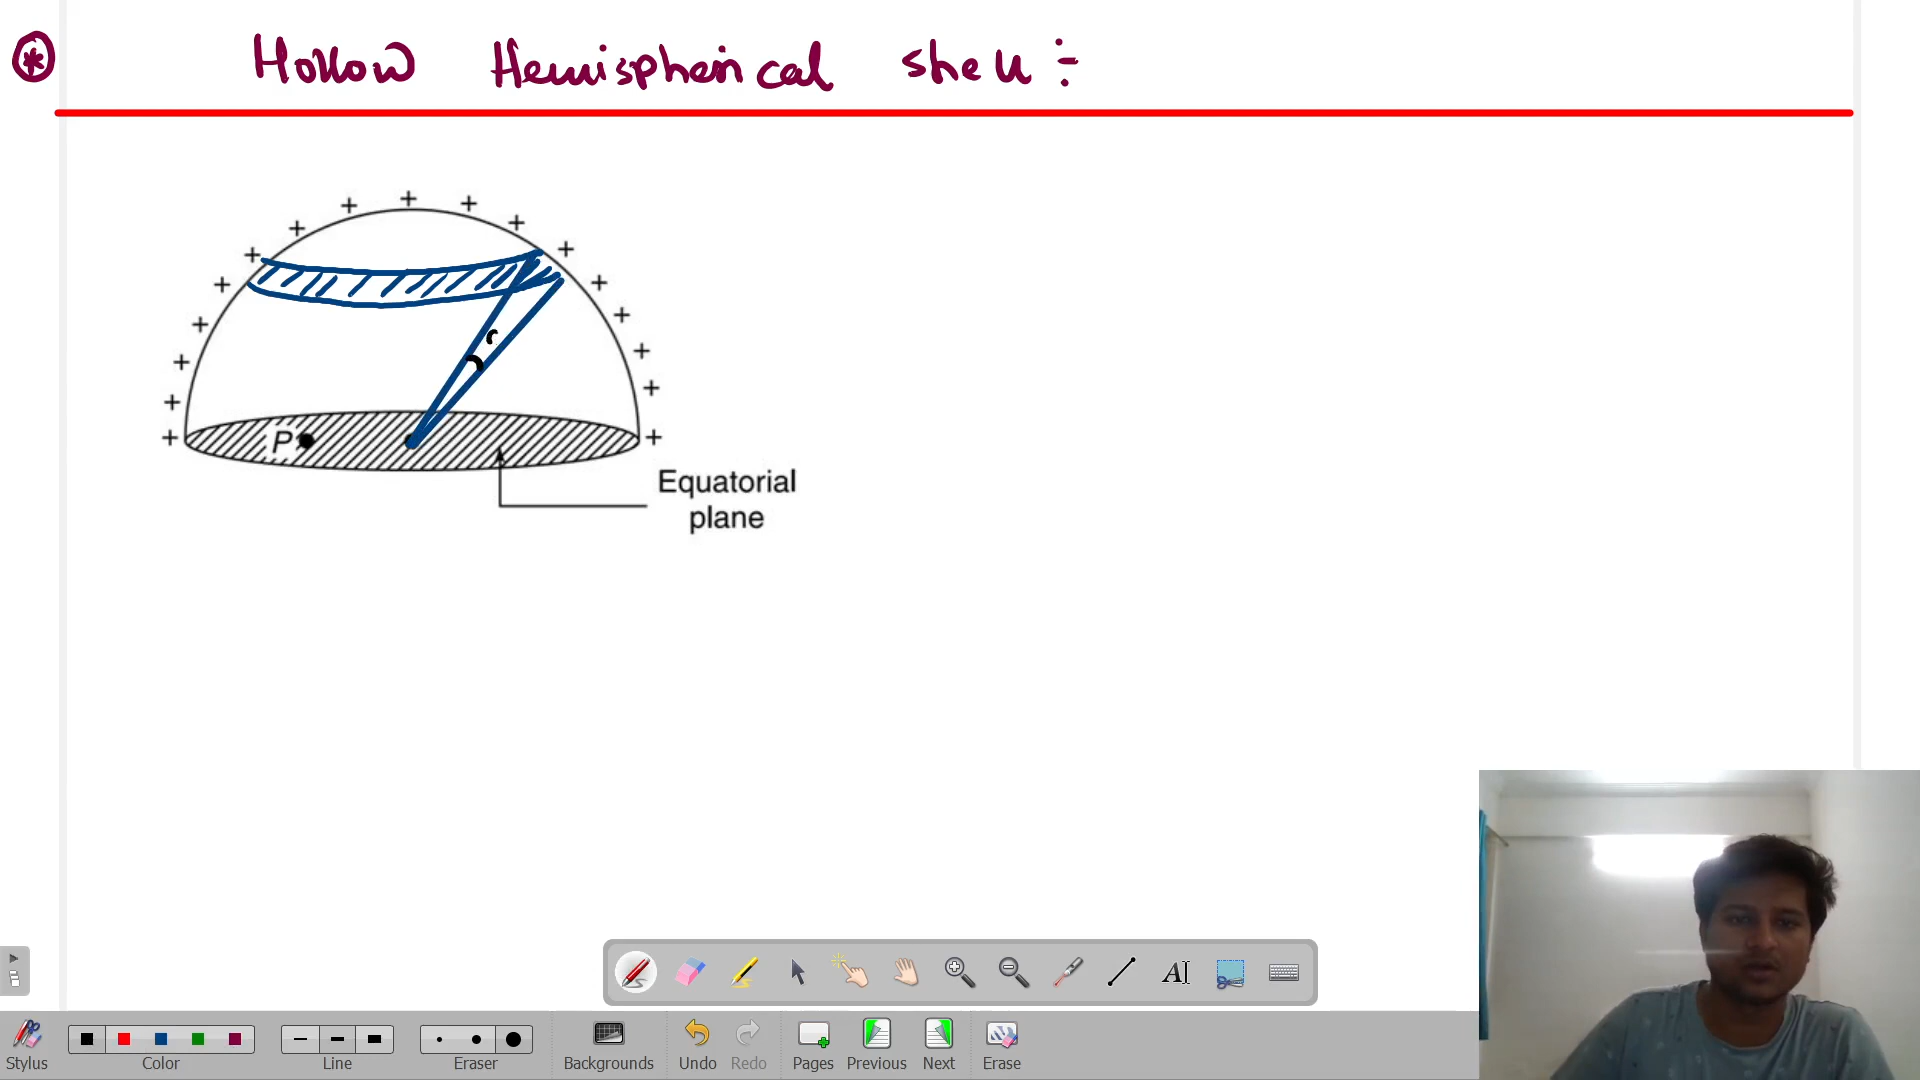 Hollow Hemispherical shell :-
+ + + + +
+ +
+ +
+ +
+ +
+ +
+ P +
Equatorial
plane
Stylus Color Line Eraser Backgrounds Undo Redo Pages Previous Next Erase